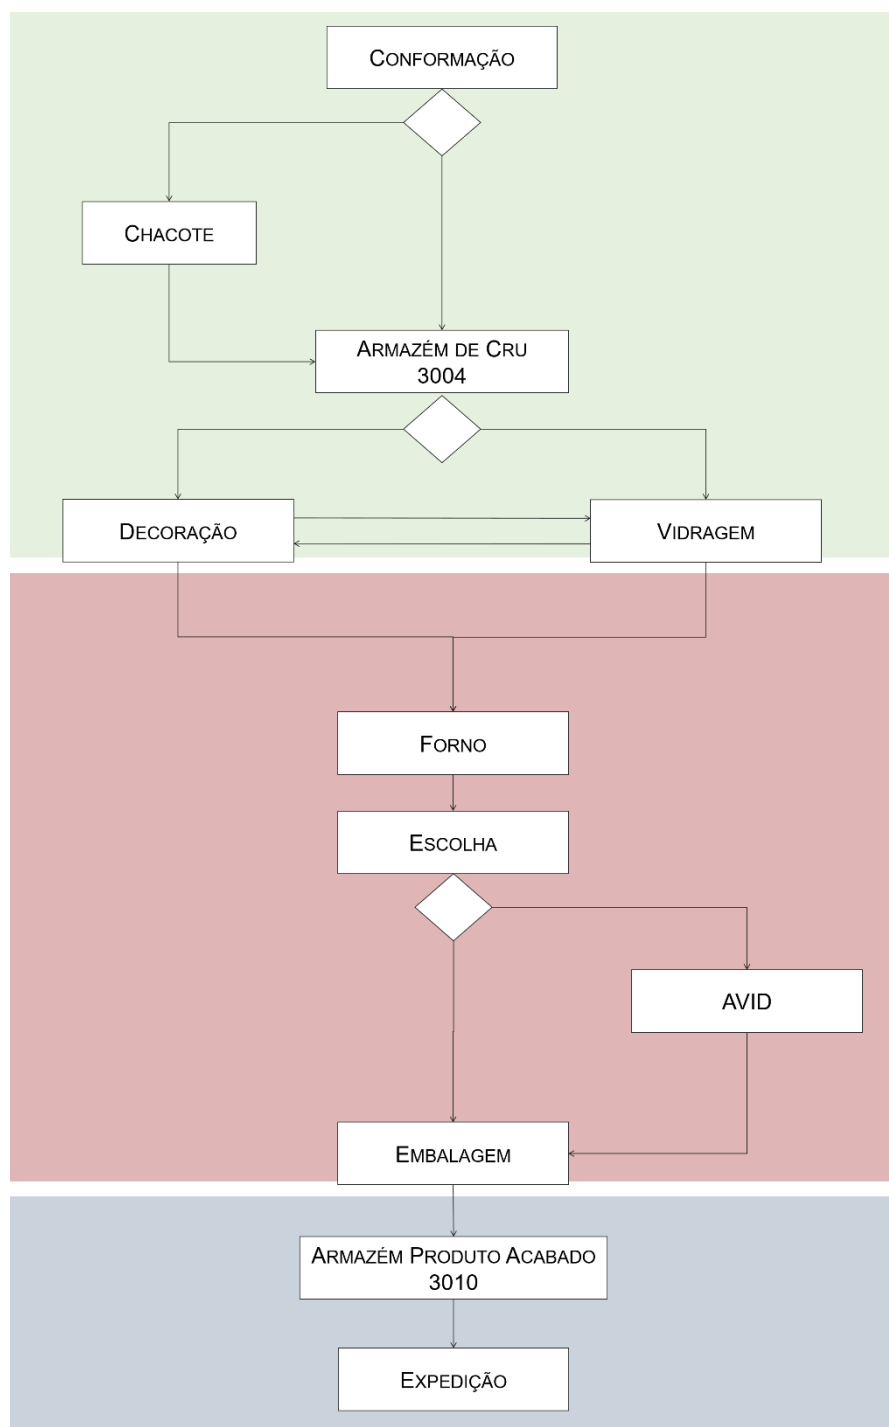 CONFORMAÇÃO
CHACOTE
ARMAZÉM DE CRU
3004
DECORAÇÃO
VIDRAGEM
FORNO
ESCOLHA
AVID
EMBALAGEM
ARMAZÉM PRODUTO ACABADO
3010
EXPEDIÇÃO